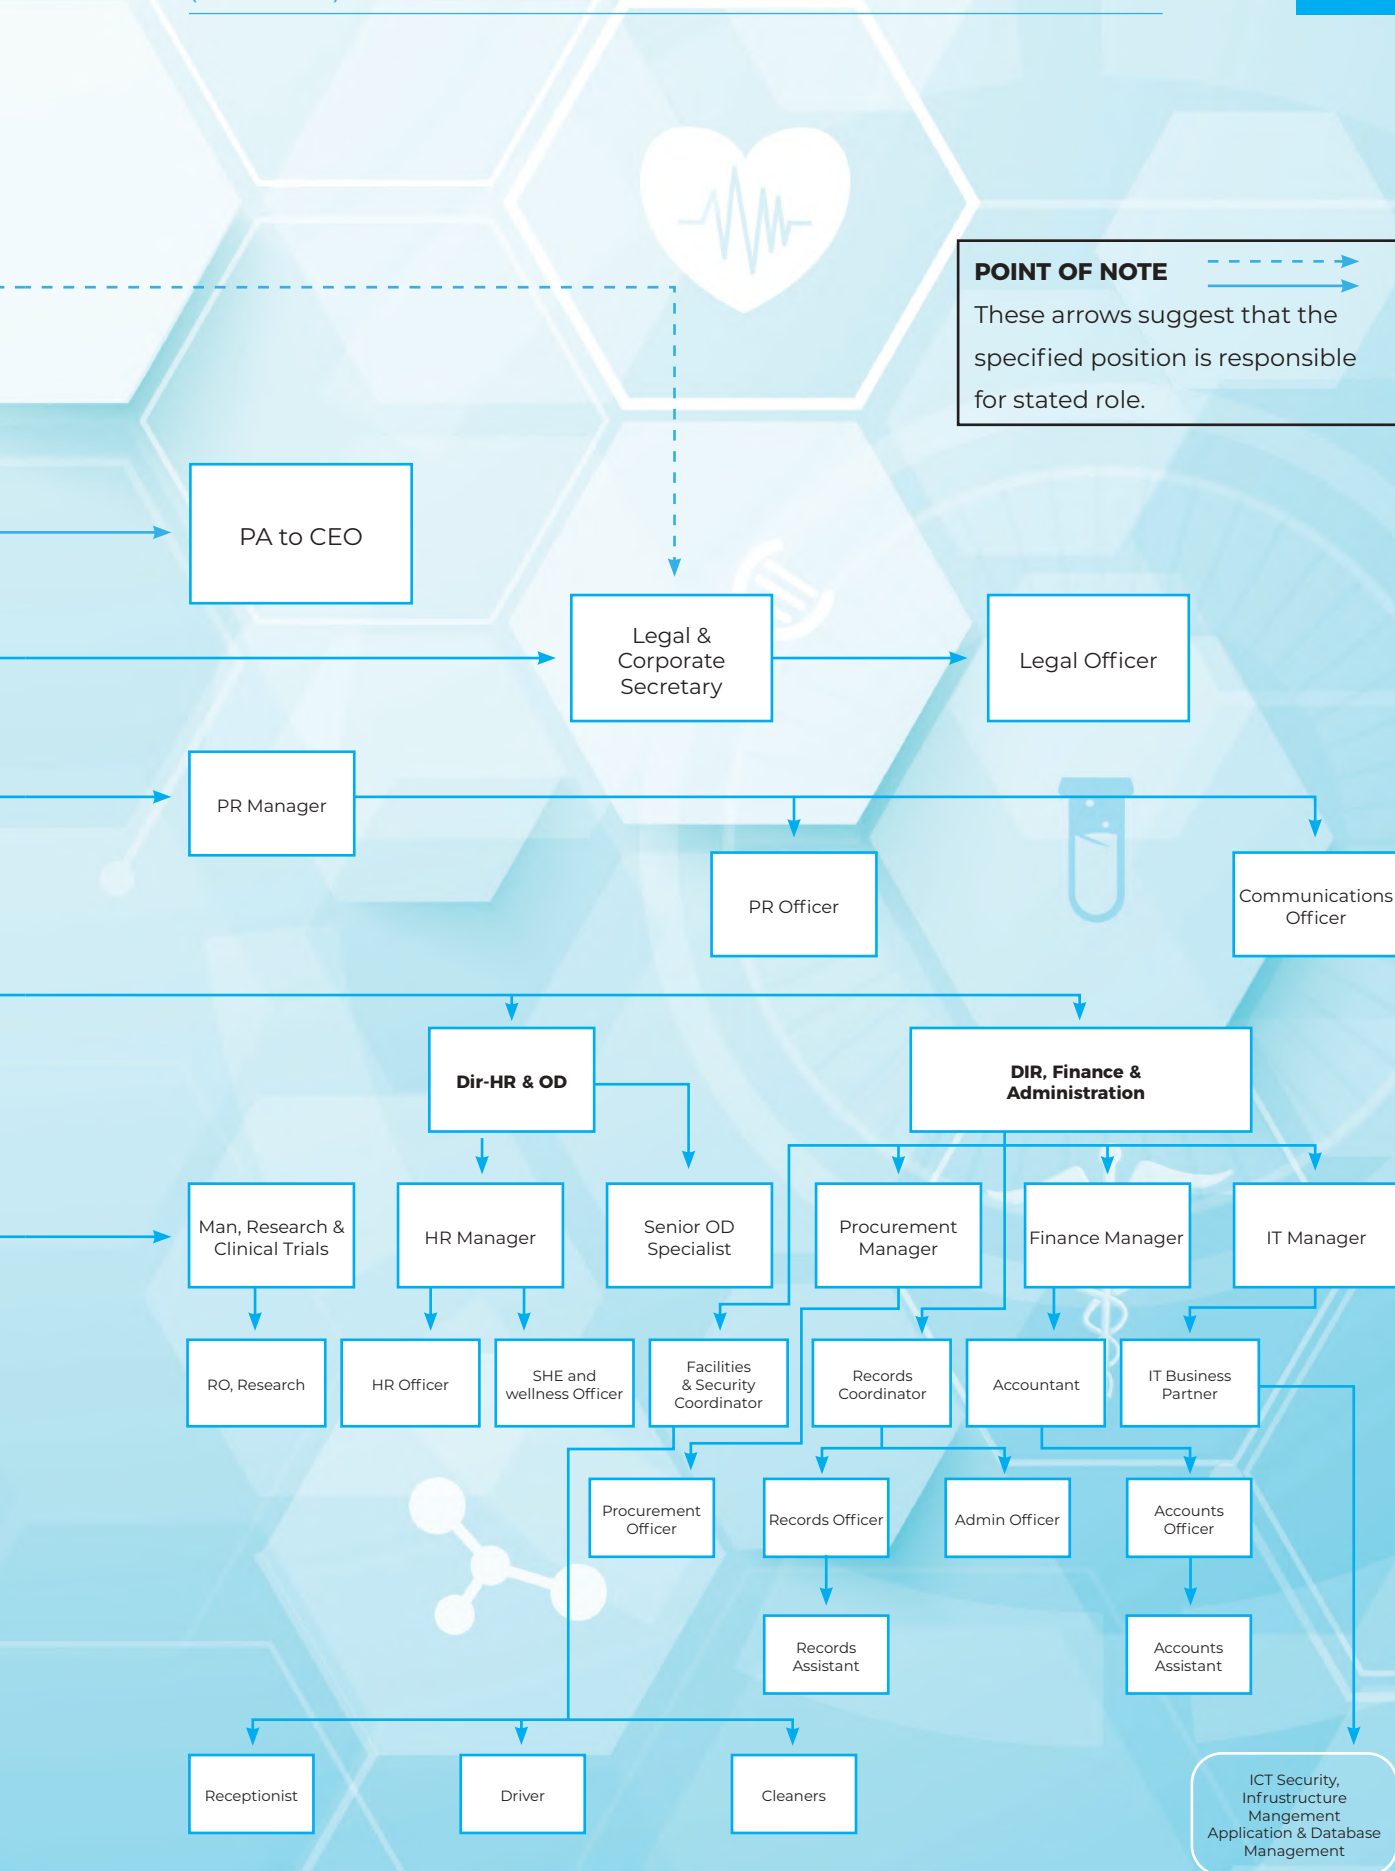 POINT OF NOTE
These arrows suggest that the
specified position is responsible
for stated role.
PA to CEO
Legal &
Corporate
Secretary
Legal Officer
PR Manager
PR Officer
Communications
Officer
Dir-HR & OD
DIR, Finance &
Administration
Man, Research &
Clinical Trials
HR Manager
Senior OD
Specialist
Procurement
Manager
Finance Manager
IT Manager
RO, Research
HR Officer
SHE and
wellness Officer
Facilities
& Security
Coordinator
Records
Coordinator
Accountant
IT Business
Partner
Procurement
Officer
Records Officer
Admin Officer
Accounts
Officer
Records
Assistant
Accounts
Assistant
Receptionist
Driver
Cleaners
ICT Security,
Infrustructure
Mangement
Application & Database
Management